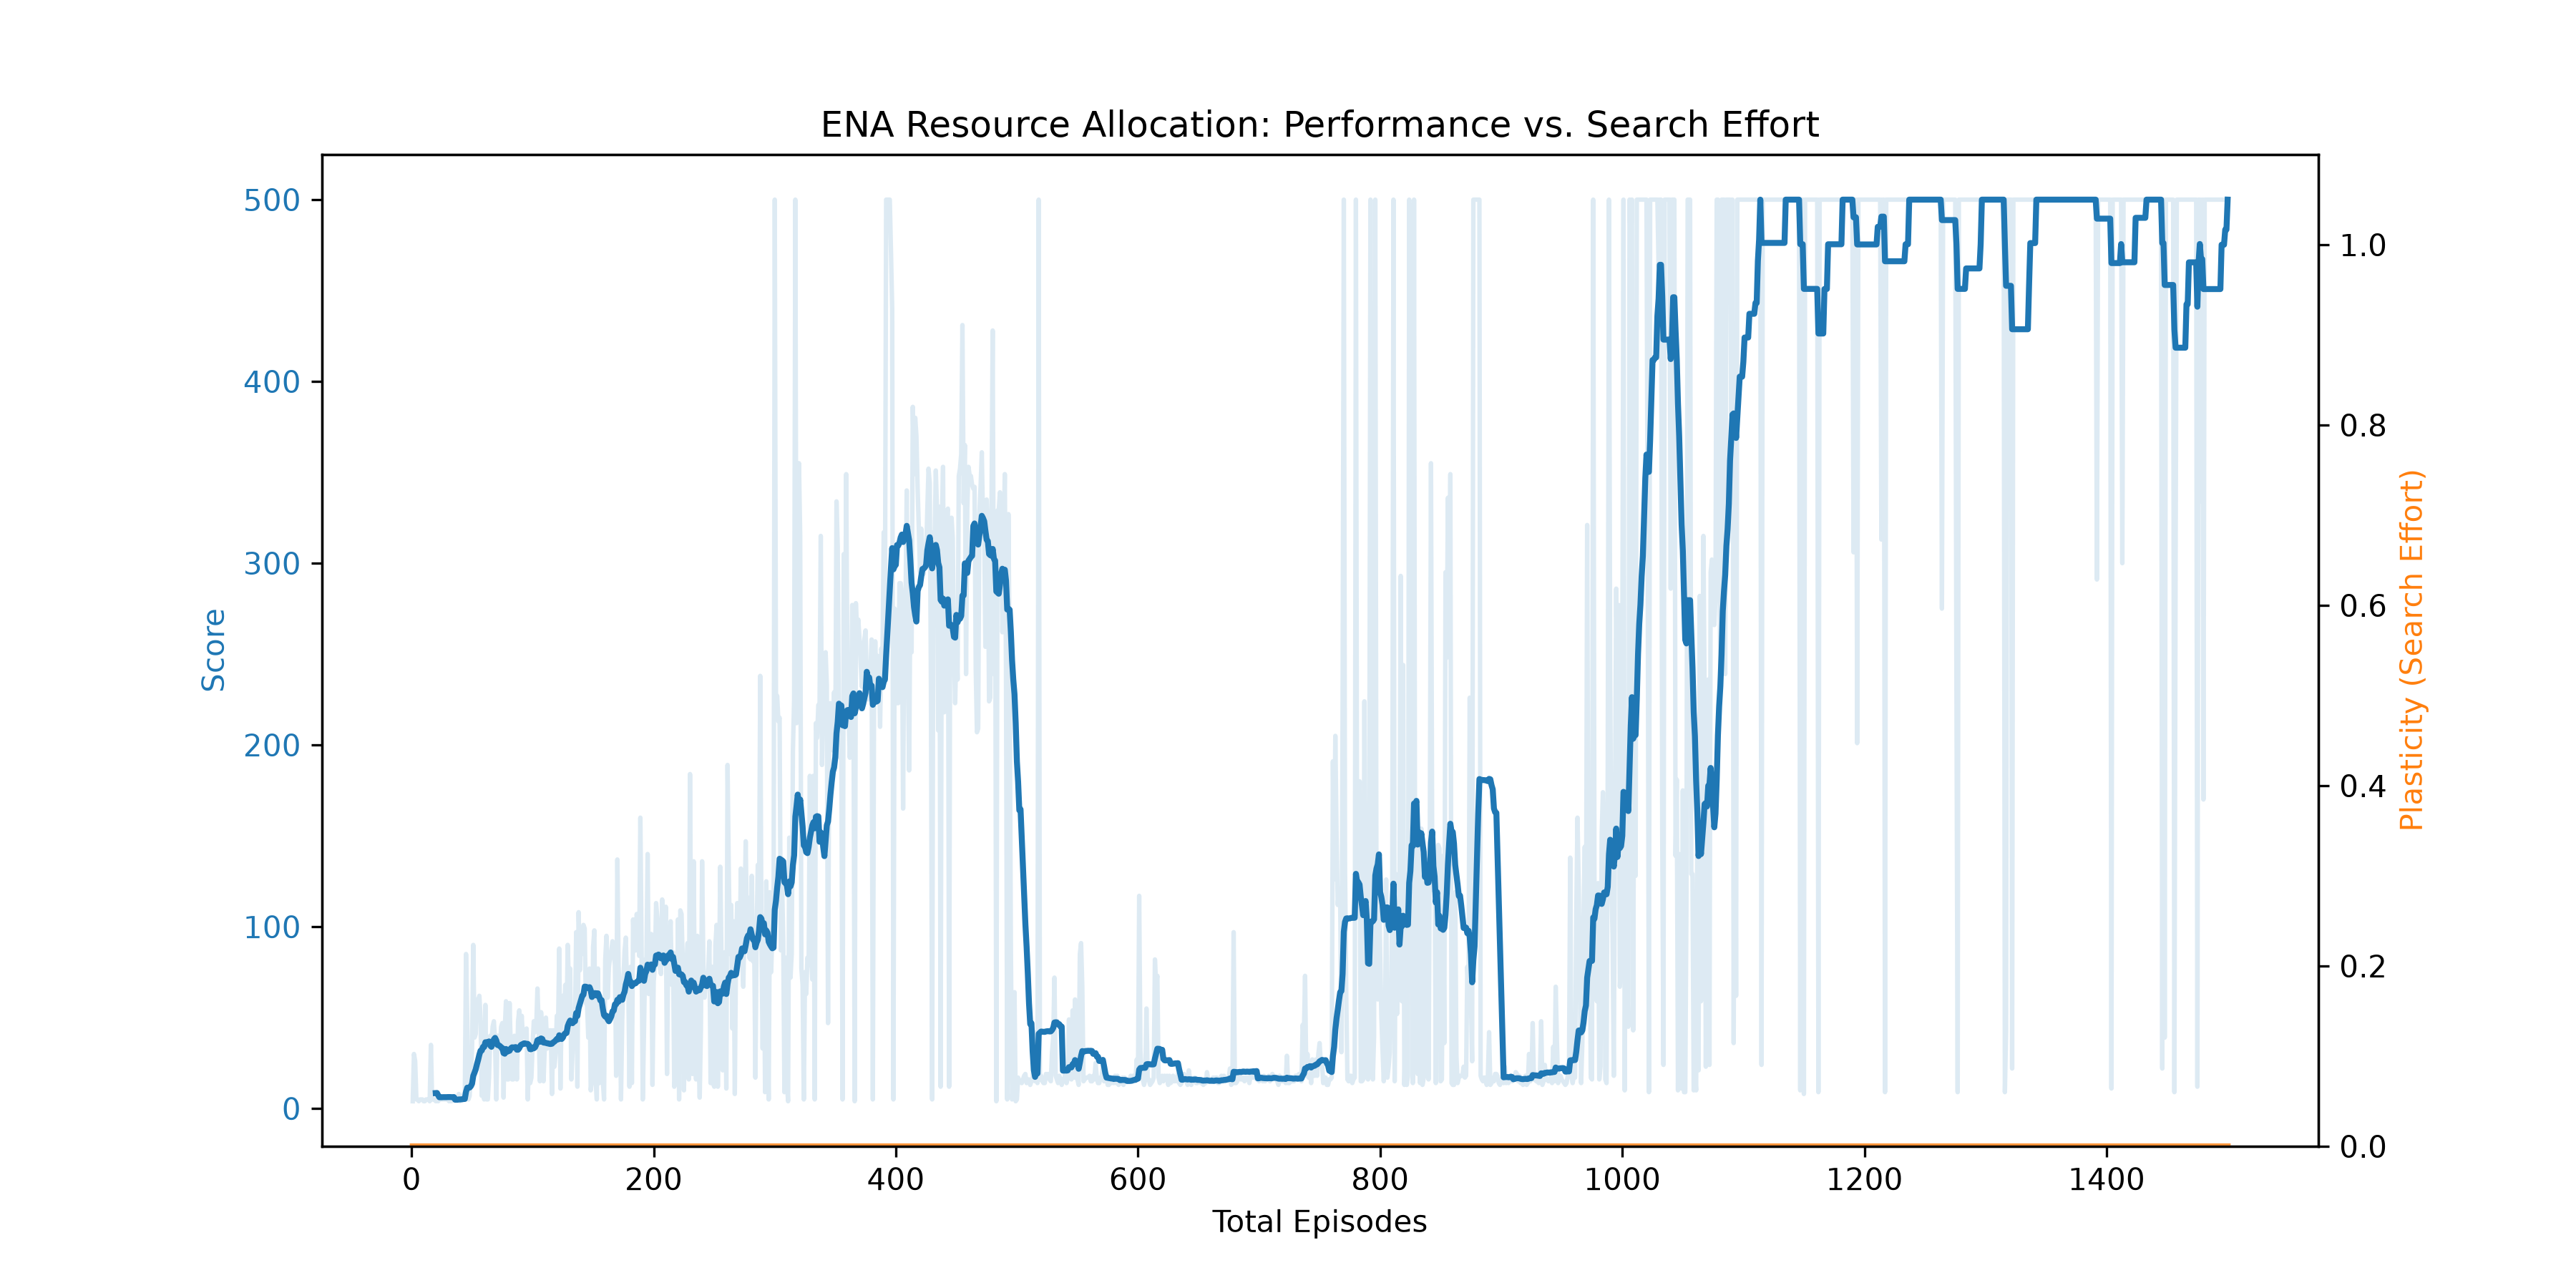 ENA Resource Allocation: Performance vs. Search Effort
500
400
300
200
100
0
Score
1.0
0.8
0.6
0.4
0.2
0.0
Plasticity (Search Effort)
0 200 400 600 800 1000 1200 1400
Total Episodes